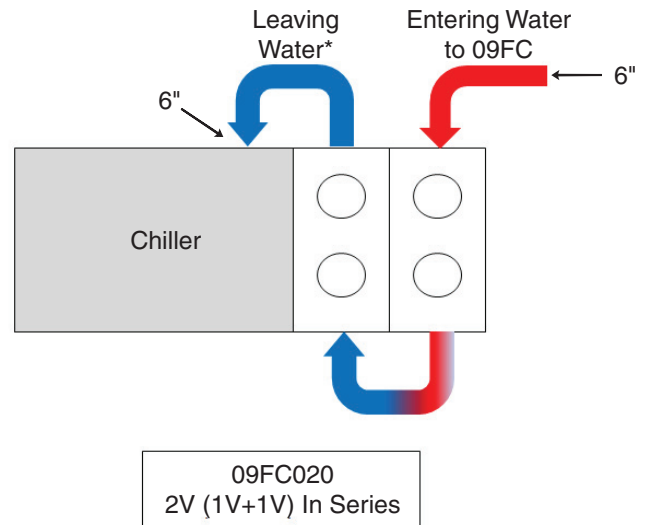 Leaving
Water*
Entering Water
to 09FC
6"
6"
Chiller
09FC020
2V (1V+1V) In Series